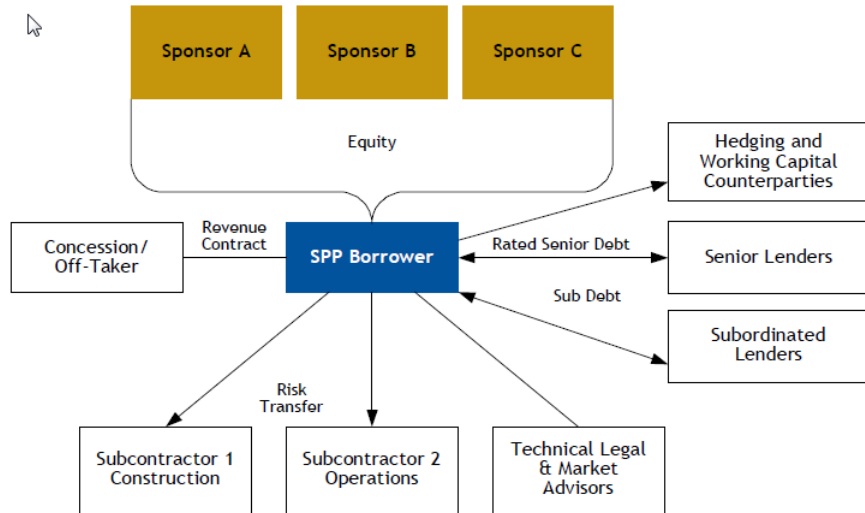 Sponsor A
Sponsor B
Sponsor C
Equity
Hedging and
Working Capital
Counterparties
Revenue
Contract
Concession/
Off-Taker
SPP Borrower
Rated Senior Debt
Senior Lenders
Sub Debt
Subordinated
Lenders
Risk
Transfer
Subcontractor 1
Construction
Subcontractor 2
Operations
Technical Legal
& Market
Advisors